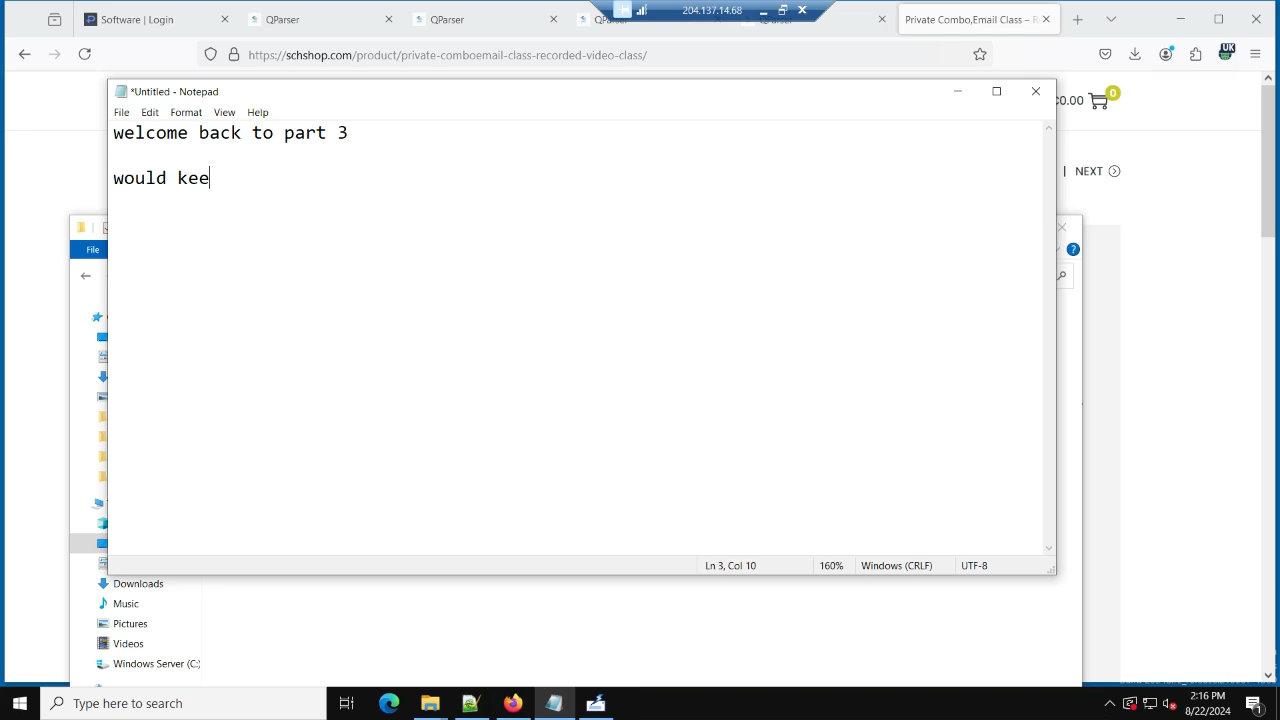 204.137.14.68
Software | Login
QParser
QParser
Private Combo,Email Class – R
https://schshop.com/product/private-comboemail-class-recorded-video-class/
UK
*Untitled - Notepad
File Edit Format View Help
0.00
0
welcome back to part 3
would kee
| NEXT
File
Ln 3, Col 10
160%
Windows (CRLF)
UTF-8
Downloads
Music
Pictures
Videos
Windows Server (C:)
Type here to search
2:16 PM
8/22/2024
1